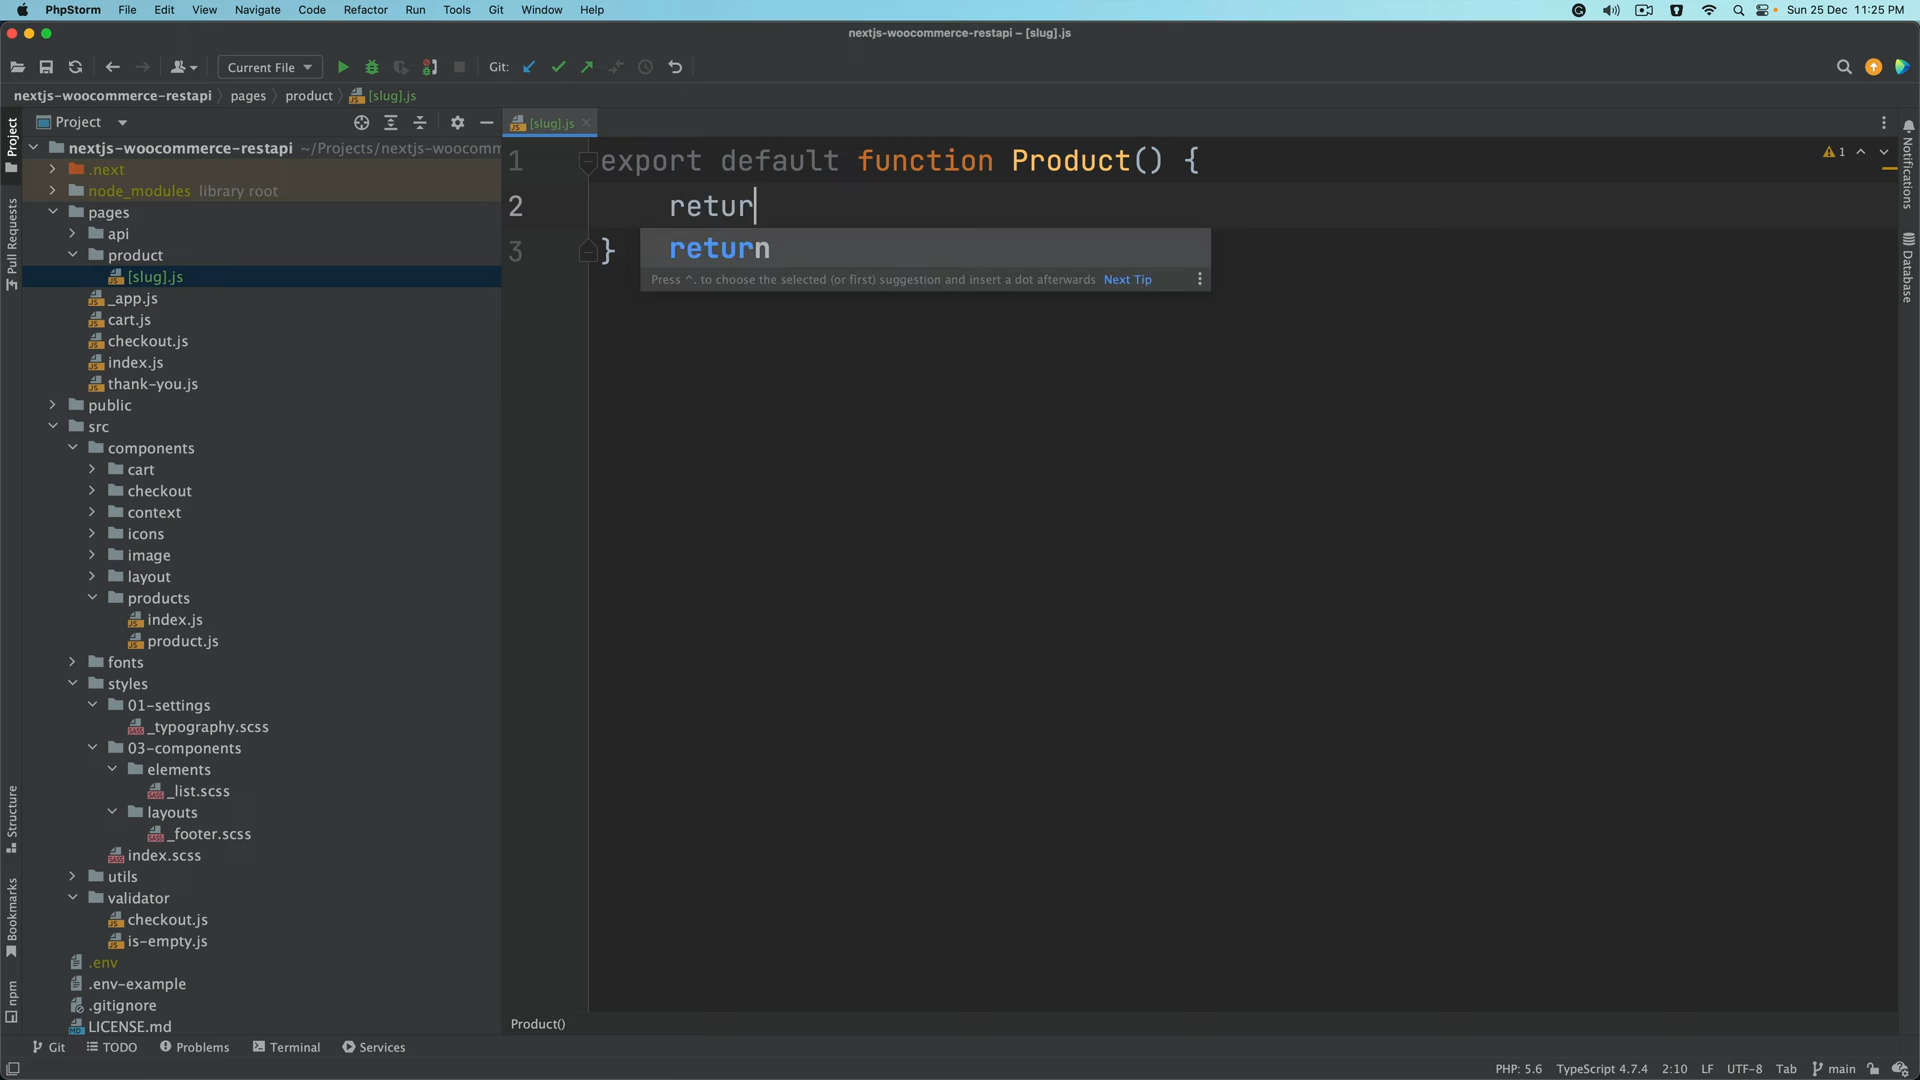 PhpStorm File Edit View Navigate Code Refactor Run Tools Git Window Help Sun 25 Dec 11:25 PM
nextjs-woocommerce-restapi – [slug].js
Current File Git:
nextjs-woocommerce-restapi pages product [slug].js
Project
[slug].js
nextjs-woocommerce-restapi ~/Projects/nextjs-woocomm
.next
node_modules library root
pages
api
product
[slug].js
_app.js
cart.js
checkout.js
index.js
thank-you.js
public
src
components
cart
checkout
context
icons
image
layout
products
index.js
product.js
fonts
styles
01-settings
_typography.scss
03-components
elements
_list.scss
layouts
_footer.scss
index.scss
utils
validator
checkout.js
is-empty.js
.env
.env-example
.gitignore
LICENSE.md
1 export default function Product() {
2 retur
3 }
return
Press ^. to choose the selected (or first) suggestion and insert a dot afterwards Next Tip
1
Project
Pull Requests
Structure
Bookmarks
npm
Notifications
Database
Product()
Git TODO Problems Terminal Services
PHP: 5.6 TypeScript 4.7.4 2:10 LF UTF-8 Tab main